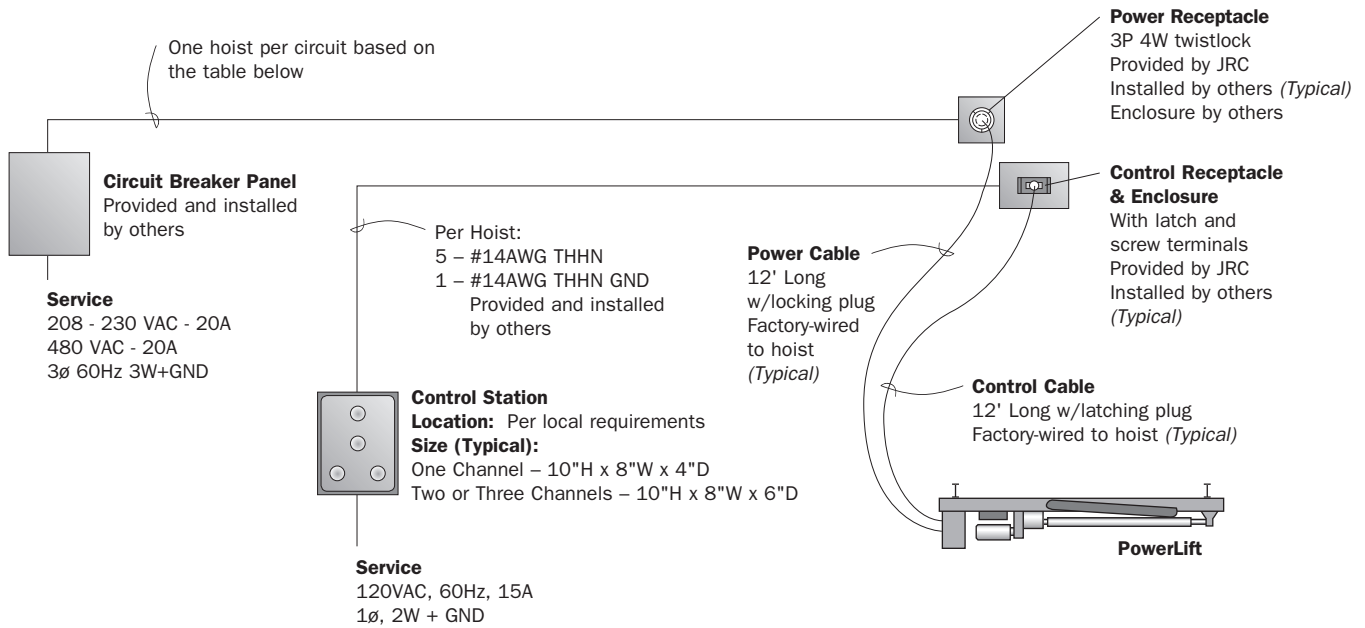 One hoist per circuit based on
the table below
Power Receptacle
3P 4W twistlock
Provided by JRC
Installed by others (Typical)
Enclosure by others
Circuit Breaker Panel
Provided and installed
by others
Service
208 - 230 VAC - 20A
480 VAC - 20A
3ø 60Hz 3W+GND
Per Hoist:
5 – #14AWG THHN
1 – #14AWG THHN GND
Provided and installed
by others
Control Receptacle
& Enclosure
With latch and
screw terminals
Provided by JRC
Installed by others
(Typical)
Power Cable
12' Long
w/locking plug
Factory-wired
to hoist
(Typical)
Control Station
Location: Per local requirements
Size (Typical):
One Channel – 10"H x 8"W x 4"D
Two or Three Channels – 10"H x 8"W x 6"D
Control Cable
12' Long w/latching plug
Factory-wired to hoist (Typical)
PowerLift
Service
120VAC, 60Hz, 15A
1ø, 2W + GND